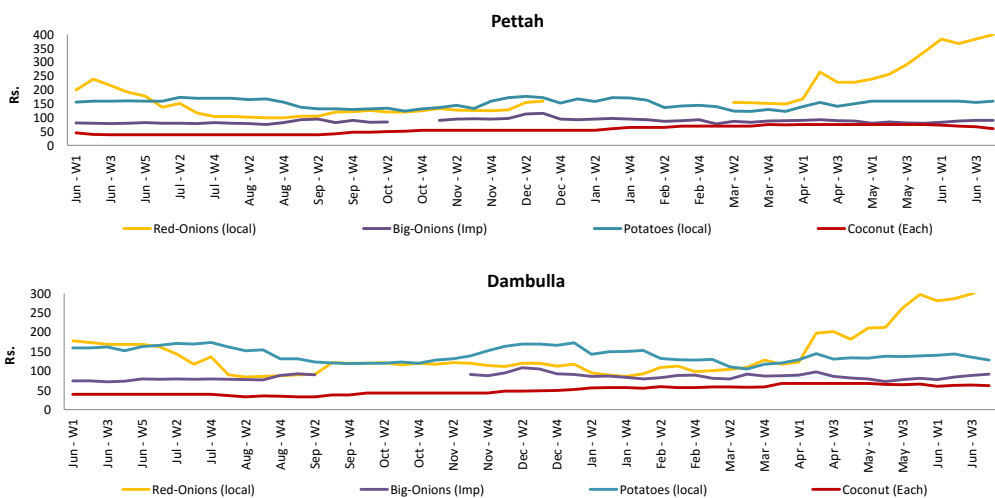 Pettah
Rs.
400
350
300
250
200
150
100
50
0
Jun - W1
Jun - W3
Jun - W5
Jul - W2
Jul - W4
Aug - W2
Aug - W4
Sep - W2
Sep - W4
Oct - W2
Oct - W4
Nov - W2
Nov - W4
Dec - W2
Dec - W4
Jan - W2
Jan - W4
Feb - W2
Feb - W4
Mar - W2
Mar - W4
Apr - W1
Apr - W3
May - W1
May - W3
Jun - W1
Jun - W3
Red-Onions (local) Big-Onions (Imp) Potatoes (local) Coconut (Each)
Dambulla
Rs.
300
250
200
150
100
50
0
Jun - W1
Jun - W3
Jun - W5
Jul - W2
Jul - W4
Aug - W2
Aug - W4
Sep - W2
Sep - W4
Oct - W2
Oct - W4
Nov - W2
Nov - W4
Dec - W2
Dec - W4
Jan - W2
Jan - W4
Feb - W2
Feb - W4
Mar - W2
Mar - W4
Apr - W1
Apr - W3
May - W1
May - W3
Jun - W1
Jun - W3
Red-Onions (local) Big-Onions (Imp) Potatoes (local) Coconut (Each)